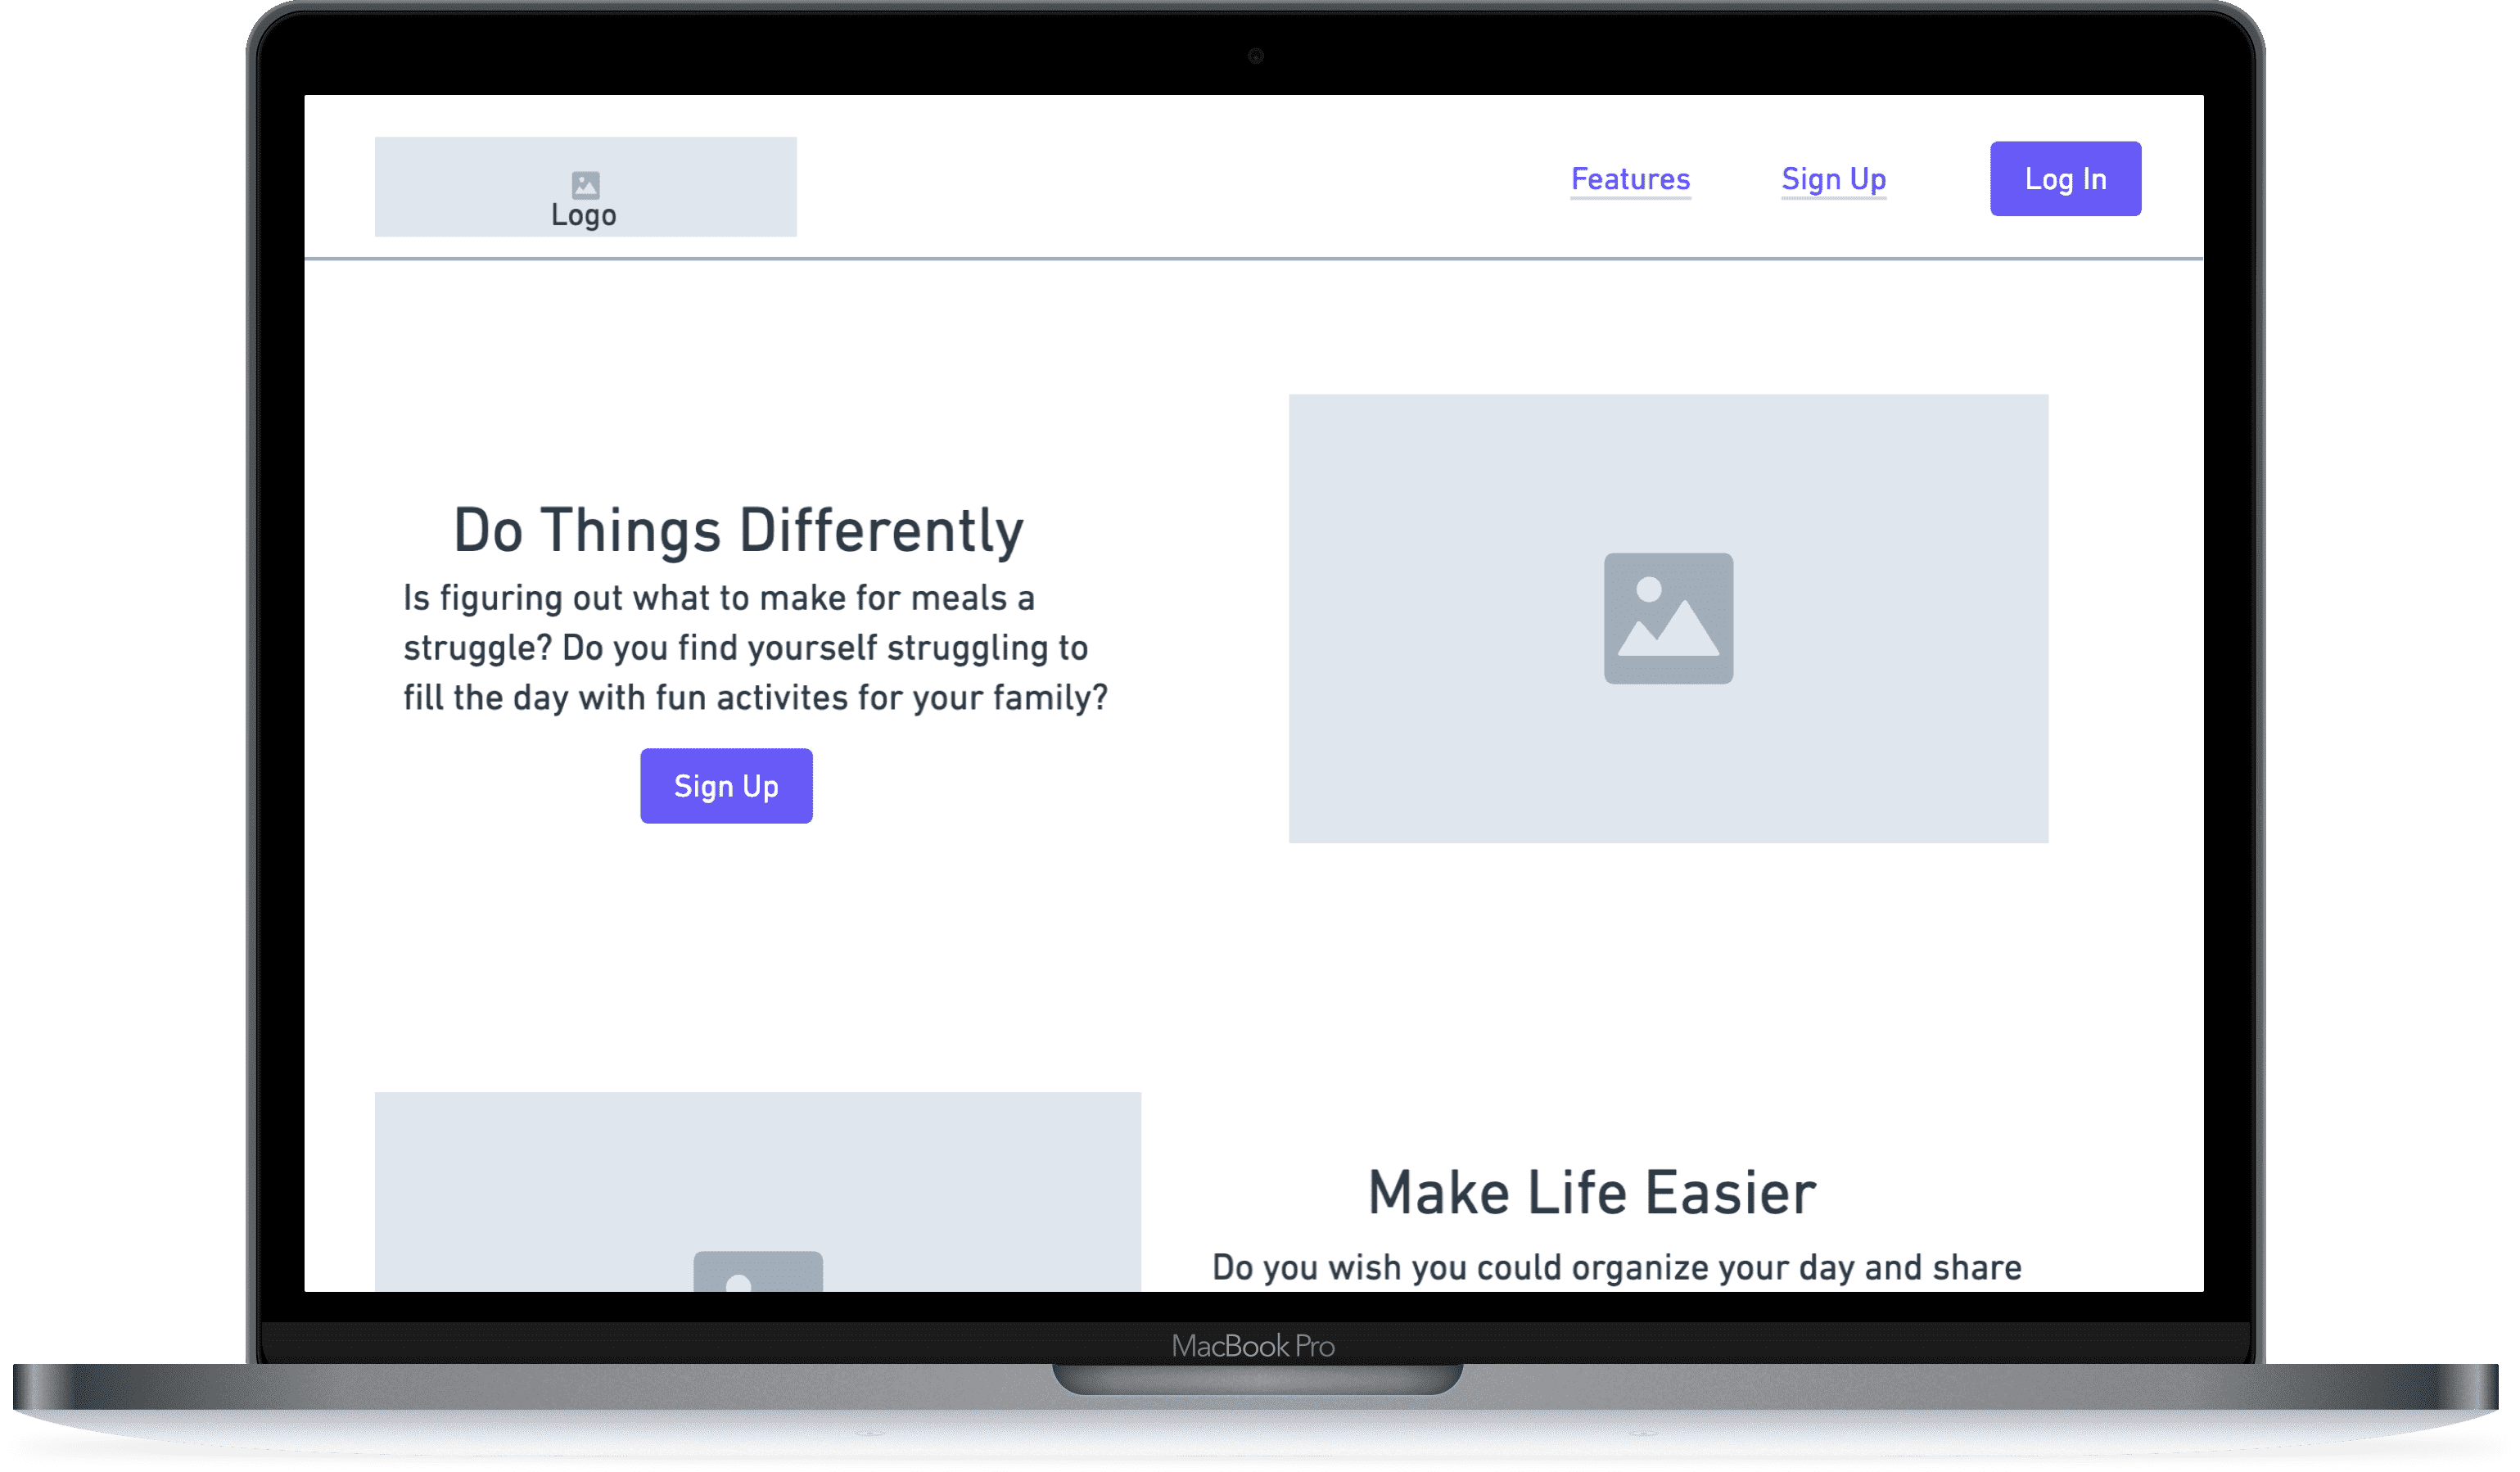 Logo
Features
Sign Up
Log In
Do Things Differently
Is figuring out what to make for meals a
struggle? Do you find yourself struggling to
fill the day with fun activites for your family?
Sign Up
Make Life Easier
Do you wish you could organize your day and share
MacBook Pro